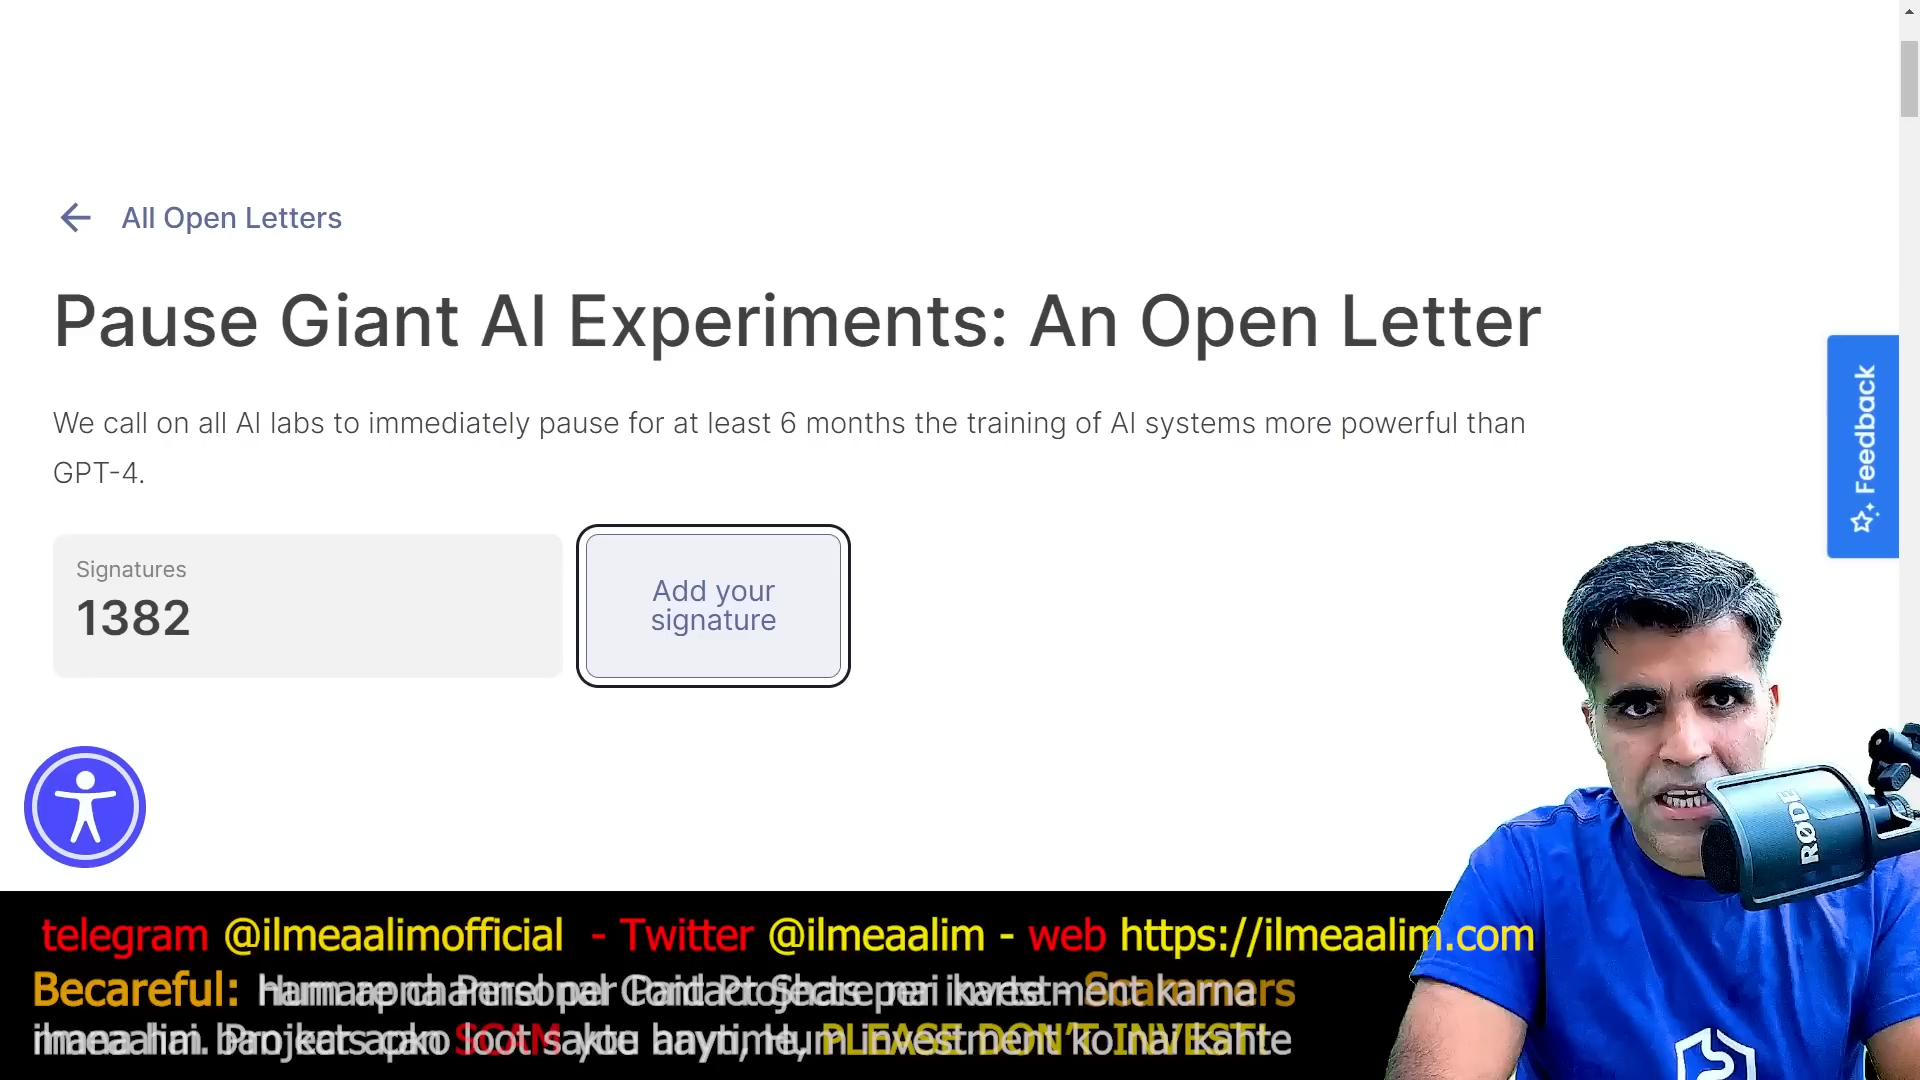 All Open Letters
Pause Giant AI Experiments: An Open Letter
We call on all AI labs to immediately pause for at least 6 months the training of AI systems more powerful than
GPT-4.
Signatures
1382
Add your
signature
Feedback
RØDE
telegram @ilmeaalimofficial - Twitter @ilmeaalim - web https://ilmeaalim.com
Becareful: